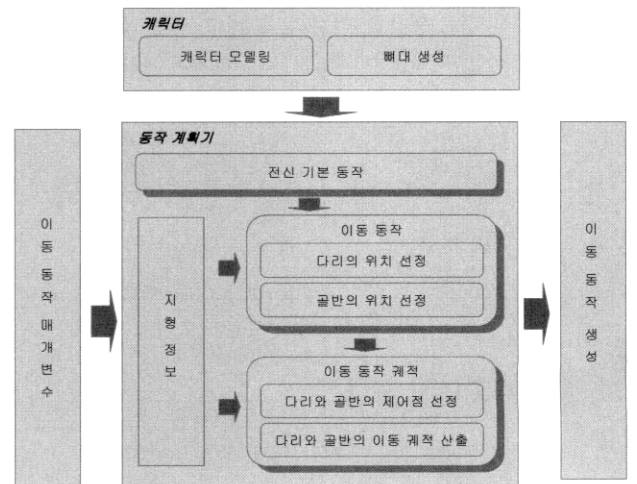 캐릭터
캐릭터 모델링
뼈대 생성
동작 계획기
전신 기본 동작
이동 동작 매개변수
지형 정보
이동 동작
다리의 위치 선정
골반의 위치 선정
이동 동작 궤적
다리와 골반의 제어점 선정
다리와 골반의 이동 궤적 산출
이동 동작 생성